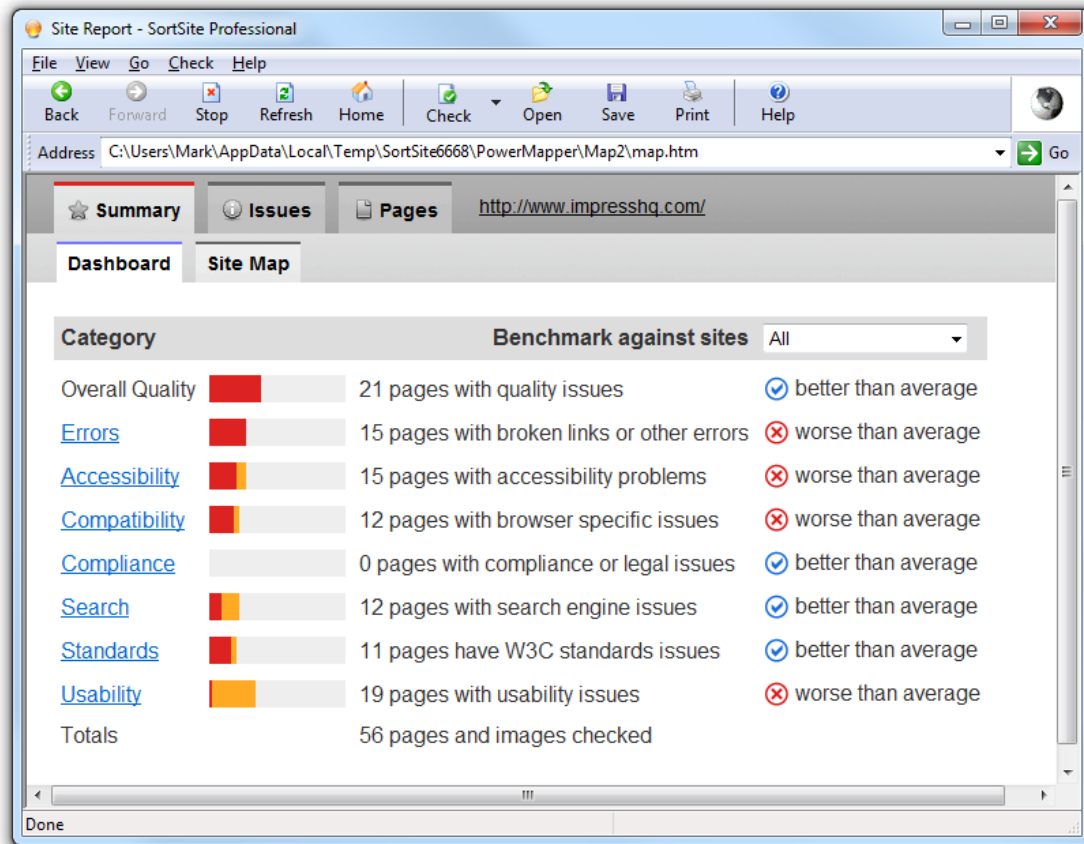 Site Report - SortSite Professional
File View Go Check Help
Back Forward Stop Refresh Home Check Open Save Print Help
Address C:\Users\Mark\AppData\Local\Temp\SortSite6668\PowerMapper\Map2\map.htm Go
Summary Issues Pages http://www.impresshq.com/
Dashboard Site Map
Category Benchmark against sites All
Overall Quality 21 pages with quality issues better than average
Errors 15 pages with broken links or other errors worse than average
Accessibility 15 pages with accessibility problems worse than average
Compatibility 12 pages with browser specific issues worse than average
Compliance 0 pages with compliance or legal issues better than average
Search 12 pages with search engine issues better than average
Standards 11 pages have W3C standards issues better than average
Usability 19 pages with usability issues worse than average
Totals 56 pages and images checked
Done